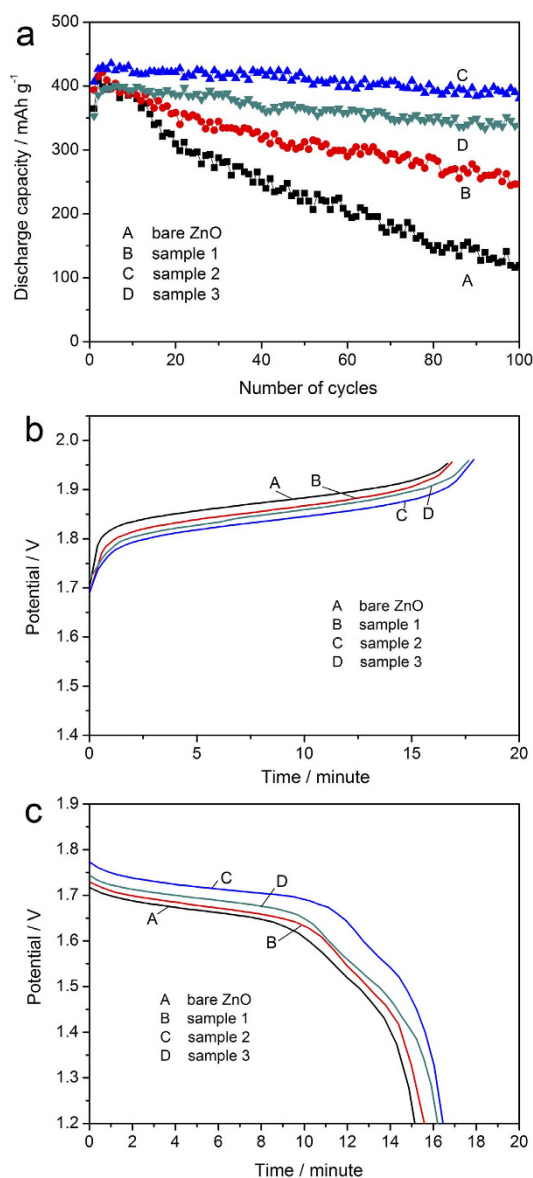 a
Discharge capacity / mAh g⁻¹
500
400
300
200
100
0
C
D
B
A
A bare ZnO
B sample 1
C sample 2
D sample 3
0 20 40 60 80 100
Number of cycles
b
Potential / V
2.0
1.9
1.8
1.7
1.6
1.5
1.4
A B
C D
A bare ZnO
B sample 1
C sample 2
D sample 3
0 5 10 15 20
Time / minute
c
Potential / V
1.9
1.8
1.7
1.6
1.5
1.4
1.3
1.2
C D
A B
A bare ZnO
B sample 1
C sample 2
D sample 3
0 2 4 6 8 10 12 14 16 18 20
Time / minute